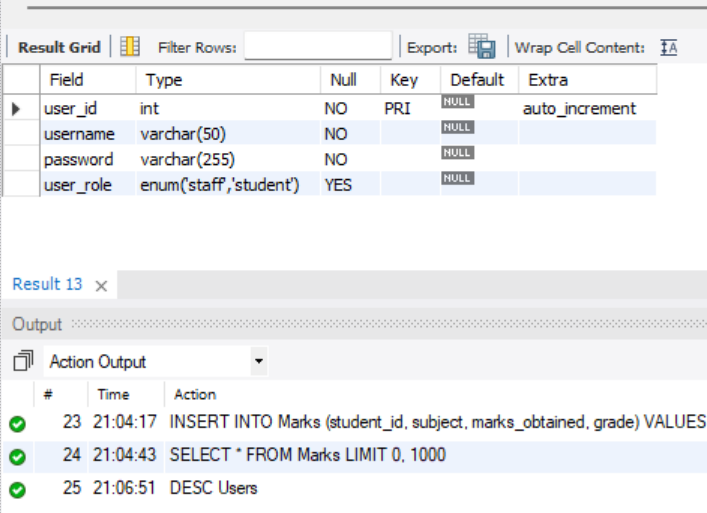 Result Grid Filter Rows: Export: Wrap Cell Content: IA
Field Type Null Key Default Extra
user_id int NO PRI NULL auto_increment
username varchar(50) NO NULL
password varchar(255) NO NULL
user_role enum('staff','student') YES NULL
Result 13 ×
Output
Action Output
# Time Action
23 21:04:17 INSERT INTO Marks (student_id, subject, marks_obtained, grade) VALUES
24 21:04:43 SELECT * FROM Marks LIMIT 0, 1000
25 21:06:51 DESC Users